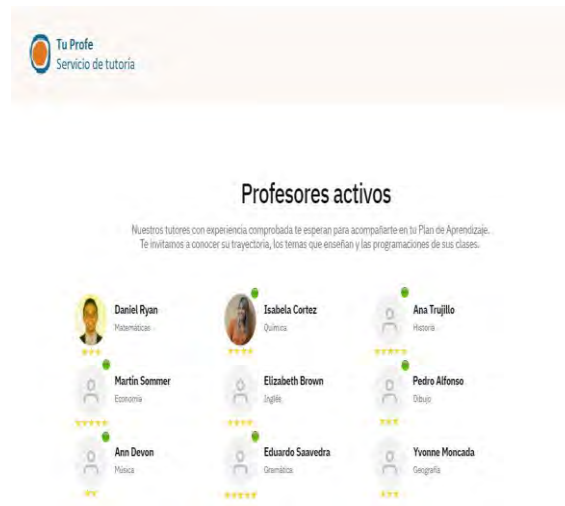 Tu Profe
Servicio de tutoría
Profesores activos
Nuestros tutores con experiencia comprobada te esperan para acompañarte en tu Plan de Aprendizaje.
Te invitamos a conocer su trayectoria, los temas que enseñan y las programaciones de sus clases.
Daniel Ryan
Matemáticas
Isabela Cortez
Química
Ana Trujillo
Historia
Martin Sommer
Economía
Elizabeth Brown
Inglés
Pedro Alfonso
Dibujo
Ann Devon
Música
Eduardo Saavedra
Gramática
Yvonne Moncada
Geografía